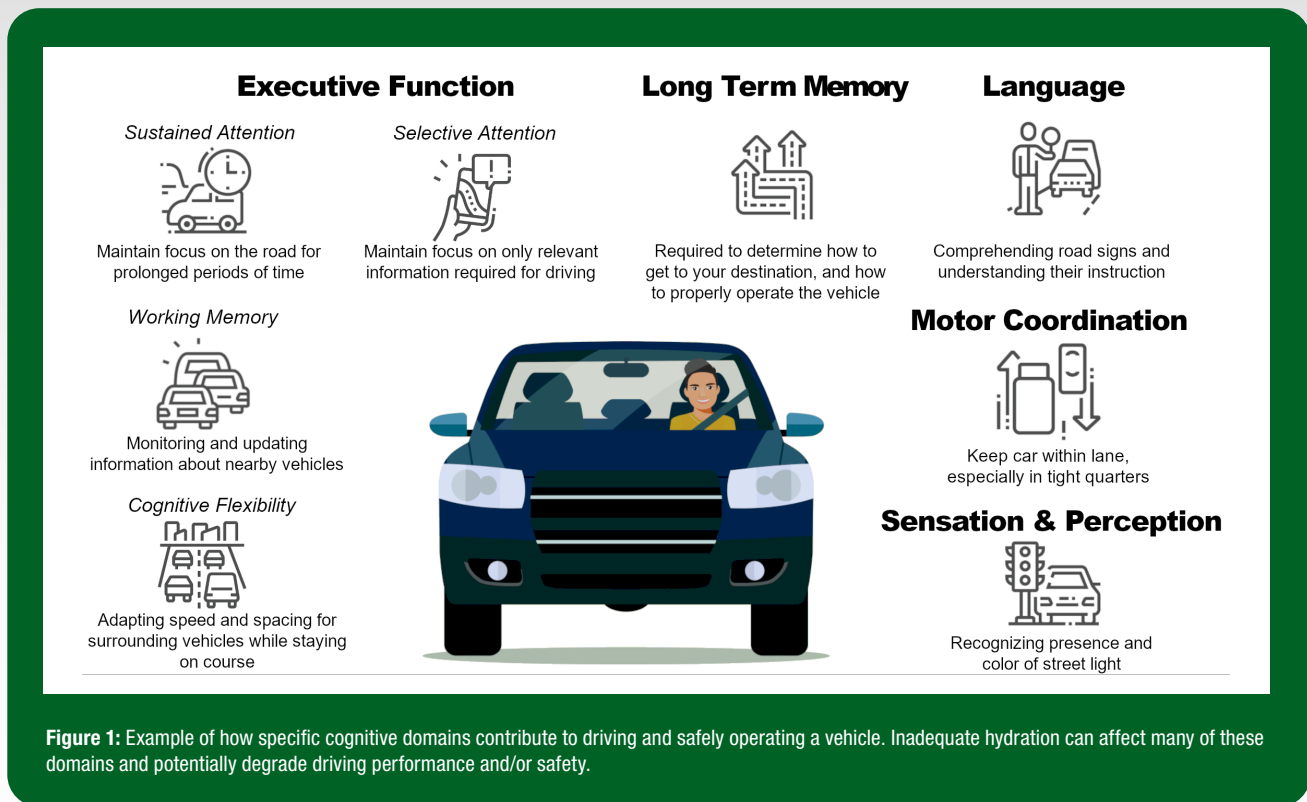 Executive Function
Sustained Attention
Maintain focus on the road for
prolonged periods of time
Selective Attention
Maintain focus on only relevant
information required for driving
Working Memory
Monitoring and updating
information about nearby vehicles
Cognitive Flexibility
Adapting speed and spacing for
surrounding vehicles while staying
on course
Long Term Memory
Required to determine how to
get to your destination, and how
to properly operate the vehicle
Language
Comprehending road signs and
understanding their instruction
Motor Coordination
Keep car within lane,
especially in tight quarters
Sensation & Perception
Recognizing presence and
color of street light
Figure 1: Example of how specific cognitive domains contribute to driving and safely operating a vehicle. Inadequate hydration can affect many of these
domains and potentially degrade driving performance and/or safety.